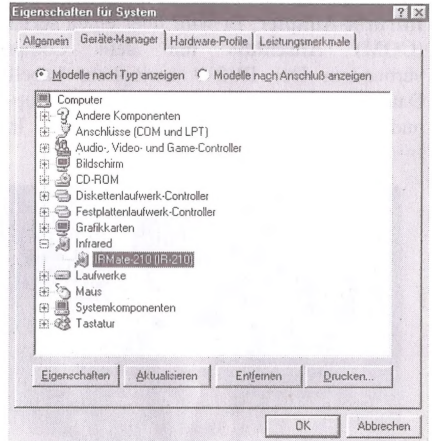 Eigenschaften für System
Allgemein Geräte-Manager Hardware-Profile Leistungsmerkmale
Modelle nach Typ anzeigen Modelle nach Anschluß anzeigen
Computer
Andere Komponenten
Anschlüsse (COM und LPT)
Audio-, Video- und Game-Controller
Bildschirm
CD-ROM
Diskettenlaufwerk-Controller
Festplattenlaufwerk-Controller
Grafikkarten
Infrared
IRMate-210 (IR-210)
Laufwerke
Maus
Systemkomponenten
Tastatur
Eigenschaften Aktualisieren Entfernen Drucken...
OK Abbrechen